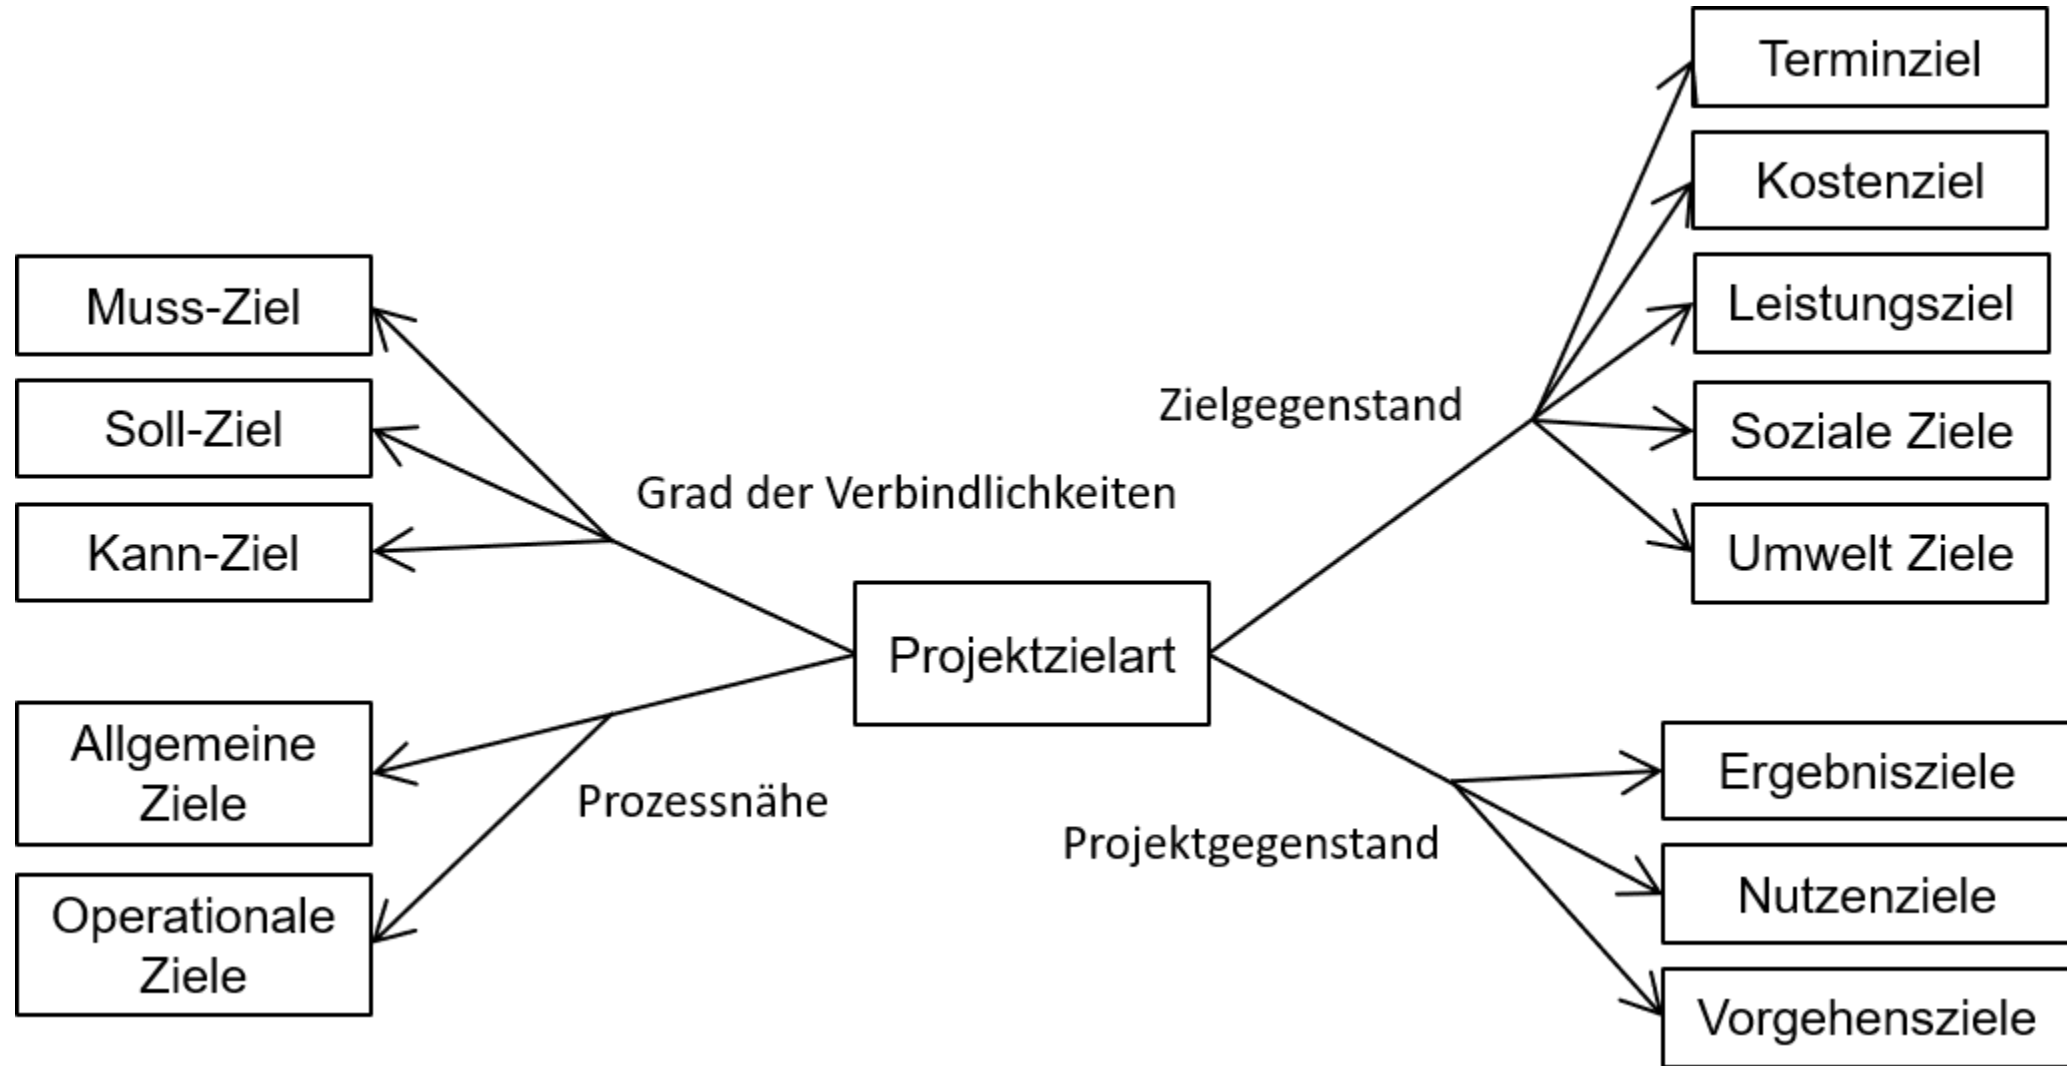 Terminziel
Kostenziel
Leistungsziel
Soziale Ziele
Umwelt Ziele
Zielgegenstand
Muss-Ziel
Soll-Ziel
Kann-Ziel
Grad der Verbindlichkeiten
Projektzielart
Allgemeine
Ziele
Operationale
Ziele
Prozessnähe
Projektgegenstand
Ergebnisziele
Nutzenziele
Vorgehensziele